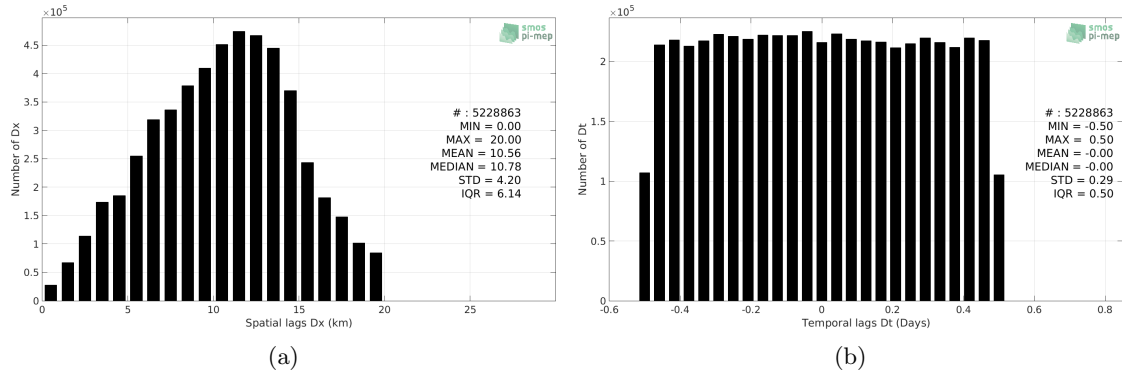 ×10⁵
4.5
4
3.5
3
2.5
2
1.5
1
0.5
0
0 5 10 15 20 25
Number of Dx
Spatial lags Dx (km)
smos
pi-mep
# : 5228863
MIN = 0.00
MAX = 20.00
MEAN = 10.56
MEDIAN = 10.78
STD = 4.20
IQR = 6.14
(a)
×10⁵
2
1.5
1
0.5
0
-0.6 -0.4 -0.2 0 0.2 0.4 0.6 0.8
Number of Dt
Temporal lags Dt (Days)
smos
pi-mep
# : 5228863
MIN = -0.50
MAX = 0.50
MEAN = -0.00
MEDIAN = -0.00
STD = 0.29
IQR = 0.50
(b)